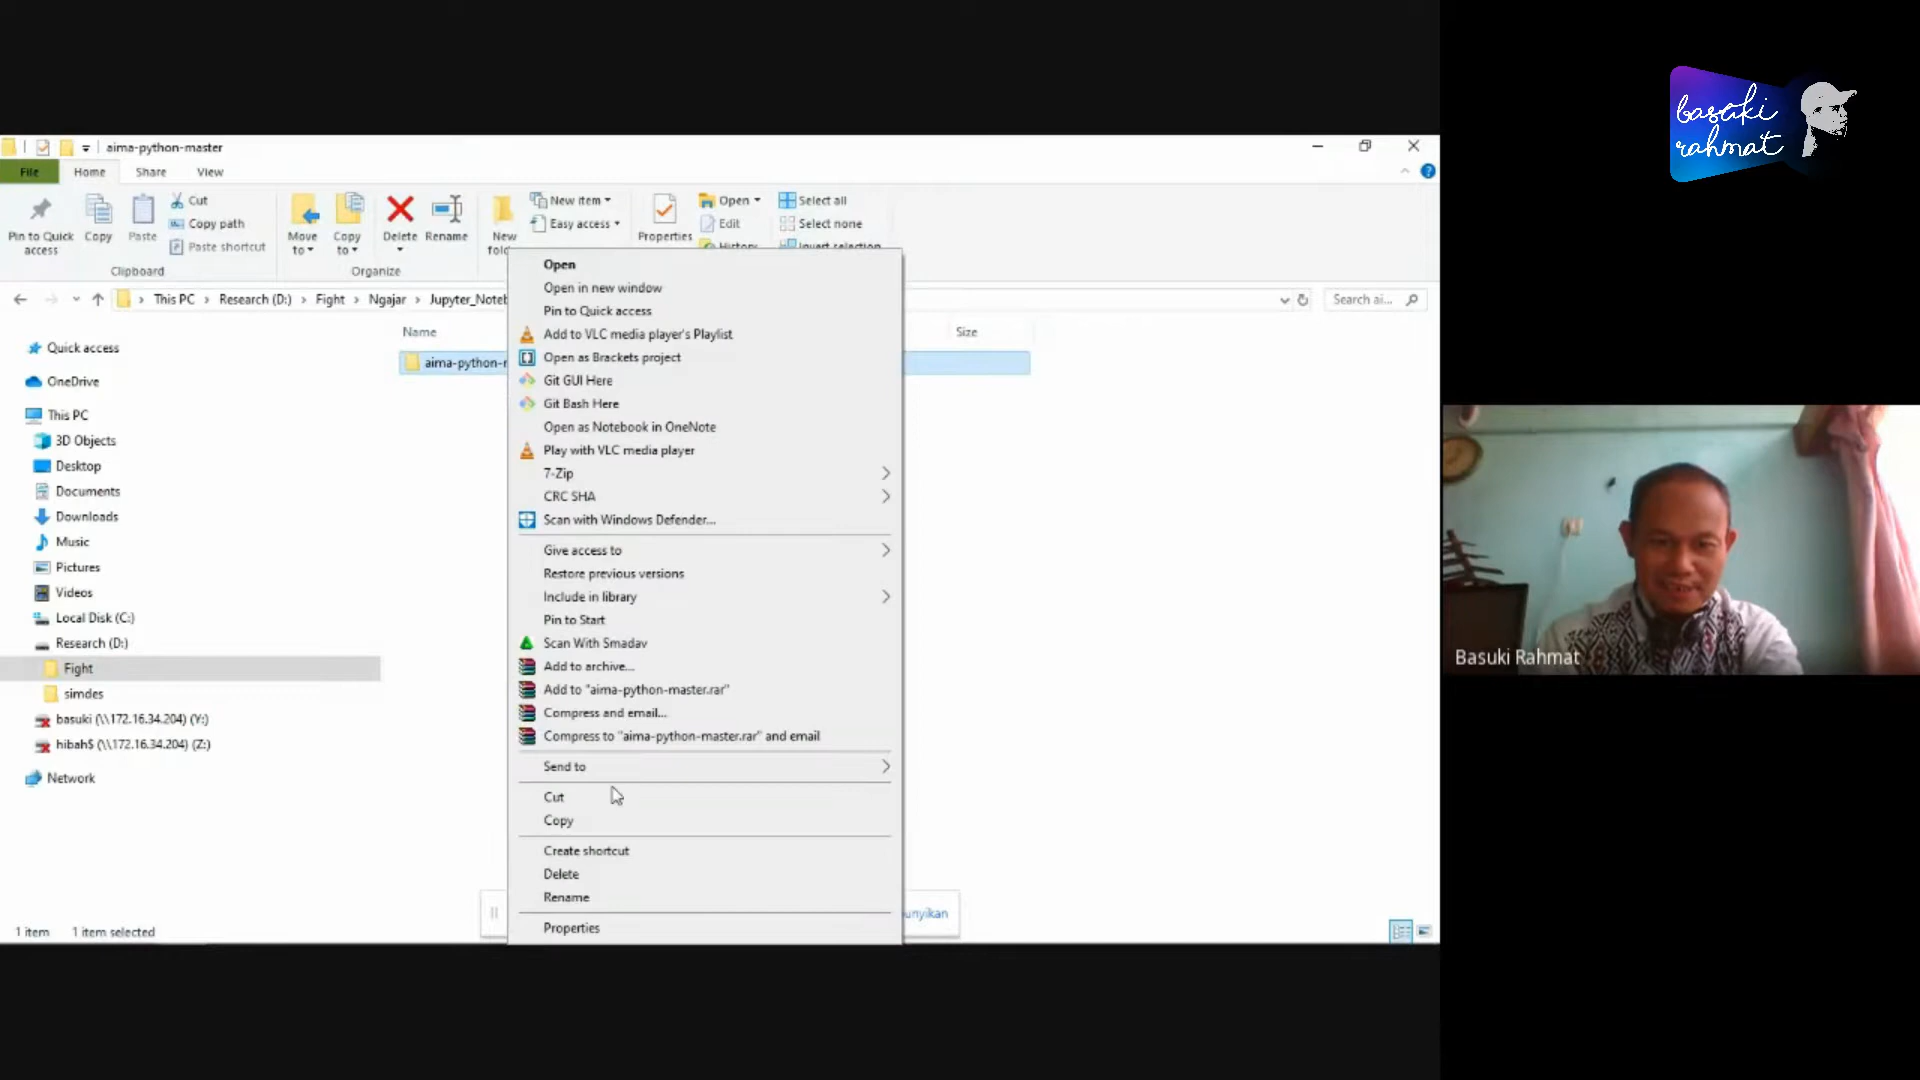 basuki
rahmat
aima-python-master
File Home Share View
Pin to Quick access
Copy
Paste
Cut
Copy path
Paste shortcut
Clipboard
Move to
Copy to
Delete
Rename
Organize
New
New item
Easy access
Properties
Open
Edit
History
Select all
Select none
Invert selection
This PC > Research (D:) > Fight > Ngajar >
Search ai...
Name Size
Quick access
OneDrive
This PC
3D Objects
Desktop
Documents
Downloads
Music
Pictures
Videos
Local Disk (C:)
Research (D:)
Fight
simdes
basuki (\\172.16.34.204) (Y:)
hibah$ (\\172.16.34.204) (Z:)
Network
Open
Open in new window
Pin to Quick access
Add to VLC media player's Playlist
Open as Brackets project
Git GUI Here
Git Bash Here
Open as Notebook in OneNote
Play with VLC media player
7-Zip
CRC SHA
Scan with Windows Defender...
Give access to
Restore previous versions
Include in library
Pin to Start
Scan With Smadav
Add to archive...
Add to "aima-python-master.rar"
Compress and email...
Compress to "aima-python-master.rar" and email
Send to
Cut
Copy
Create shortcut
Delete
Rename
Properties
1 item 1 item selected
Basuki Rahmat